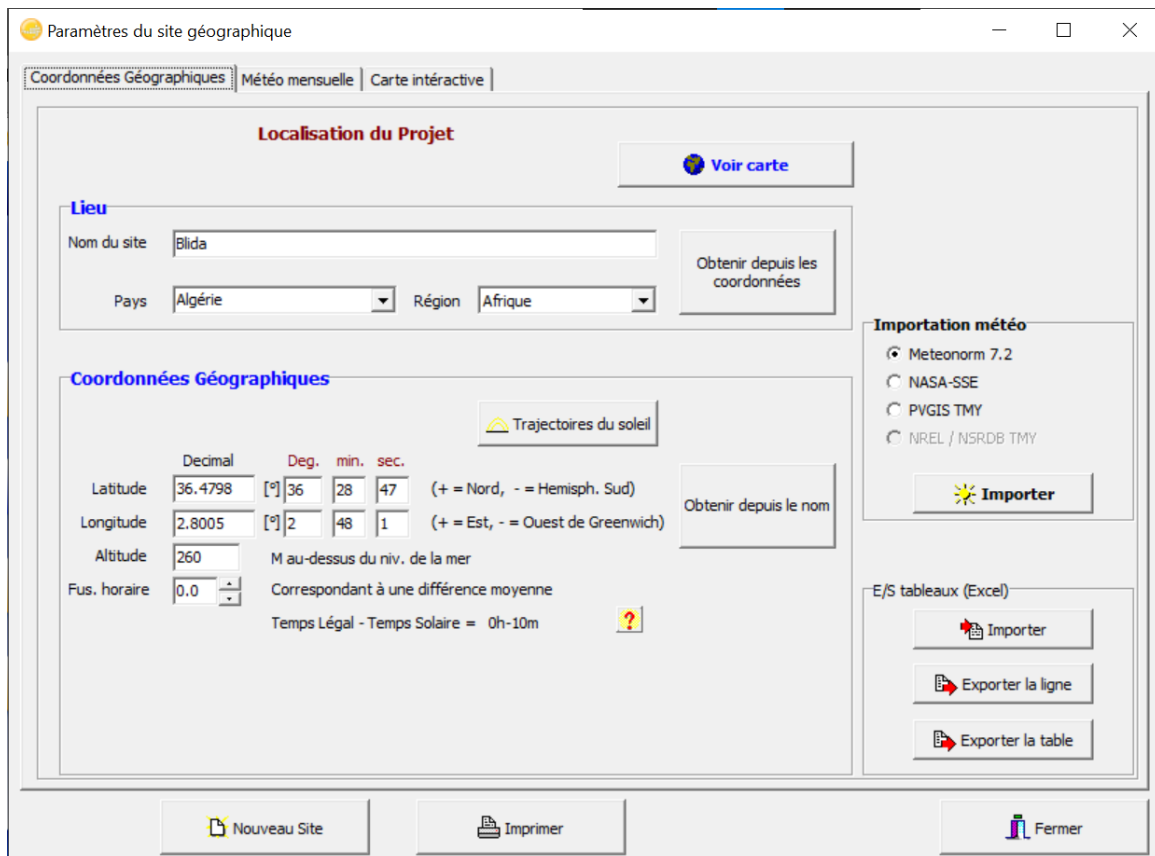 Paramètres du site géographique
Coordonnées Géographiques Météo mensuelle Carte intéractive
Localisation du Projet
Voir carte
Lieu
Nom du site Blida
Obtenir depuis les coordonnées
Pays Algérie Région Afrique
Importation météo
Meteonorm 7.2
NASA-SSE
PVGIS TMY
NREL / NSRDB TMY
Importer
Coordonnées Géographiques
Trajectoires du soleil
Decimal Deg. min. sec.
Latitude 36.4798 [°] 36 28 47 (+ = Nord, - = Hemisph. Sud)
Longitude 2.8005 [°] 2 48 1 (+ = Est, - = Ouest de Greenwich)
Obtenir depuis le nom
Altitude 260 M au-dessus du niv. de la mer
Fus. horaire 0.0 Correspondant à une différence moyenne
Temps Légal - Temps Solaire = 0h-10m ?
E/S tableaux (Excel)
Importer
Exporter la ligne
Exporter la table
Nouveau Site Imprimer Fermer